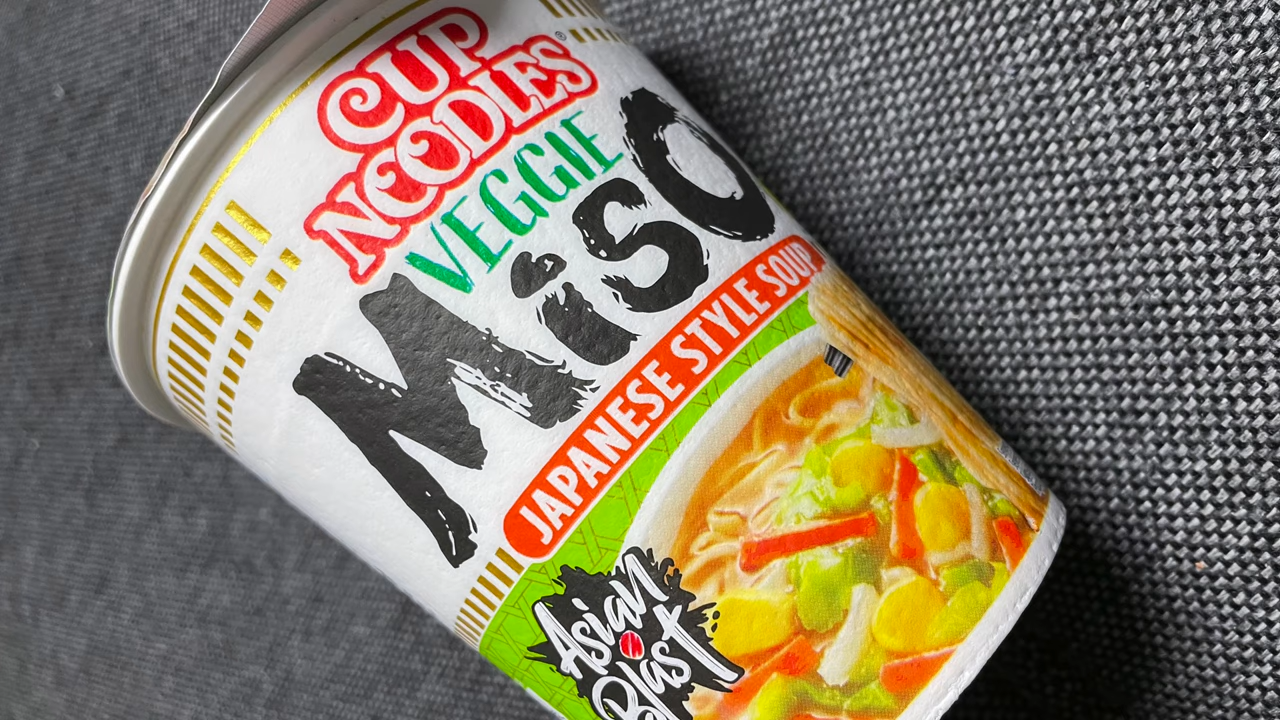 CUP
NOODLES®
VEGGIE
MiSO
JAPANESE STYLE SOUP
Asian
Blast